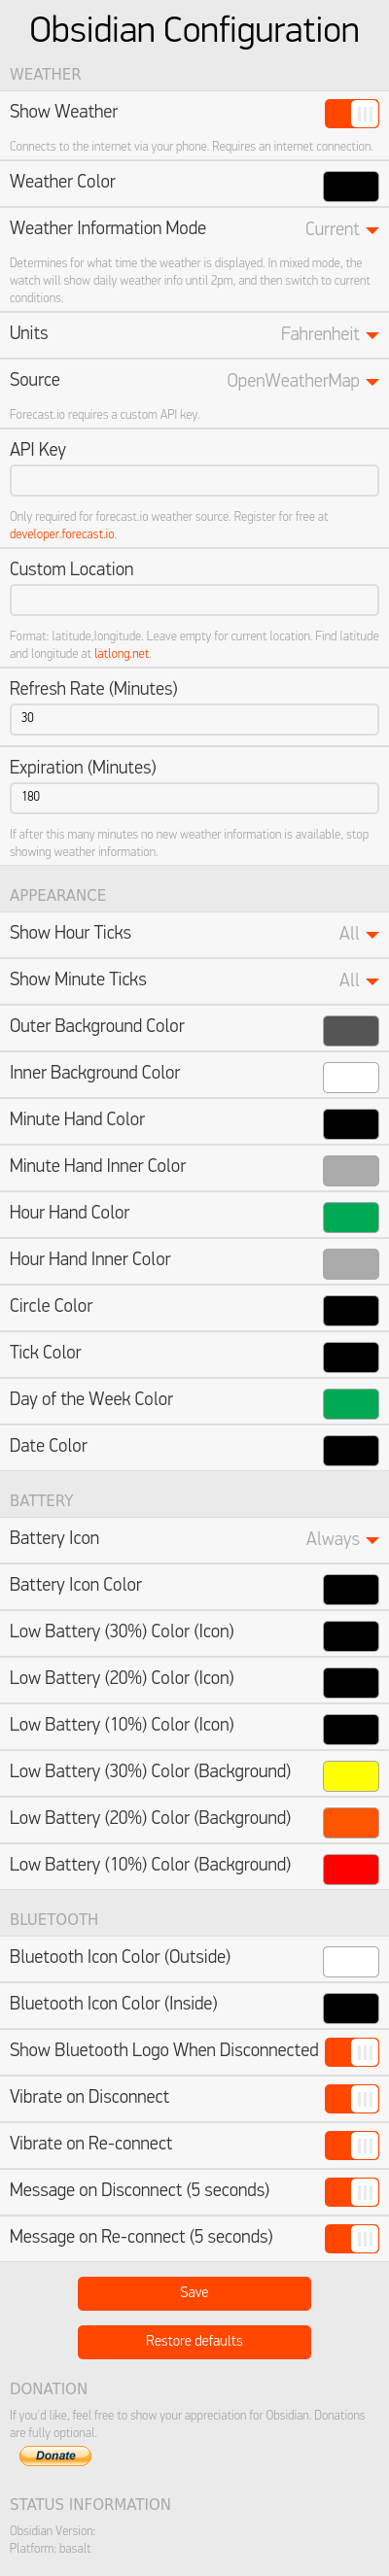 Obsidian Configuration
WEATHER
Show Weather
Connects to the internet via your phone. Requires an internet connection.
Weather Color
Weather Information Mode
Current
Determines for what time the weather is displayed. In mixed mode, the
watch will show daily weather info until 2pm, and then switch to current
conditions.
Units
Fahrenheit
Source
OpenWeatherMap
Forecast.io requires a custom API key.
API Key
Only required for forecast.io weather source. Register for free at
developer.forecast.io.
Custom Location
Format: latitude,longitude. Leave empty for current location. Find latitude
and longitude at latlong.net.
Refresh Rate (Minutes)
30
Expiration (Minutes)
180
If after this many minutes no new weather information is available, stop
showing weather information.
APPEARANCE
Show Hour Ticks
All
Show Minute Ticks
All
Outer Background Color
Inner Background Color
Minute Hand Color
Minute Hand Inner Color
Hour Hand Color
Hour Hand Inner Color
Circle Color
Tick Color
Day of the Week Color
Date Color
BATTERY
Battery Icon
Always
Battery Icon Color
Low Battery (30%) Color (Icon)
Low Battery (20%) Color (Icon)
Low Battery (10%) Color (Icon)
Low Battery (30%) Color (Background)
Low Battery (20%) Color (Background)
Low Battery (10%) Color (Background)
BLUETOOTH
Bluetooth Icon Color (Outside)
Bluetooth Icon Color (Inside)
Show Bluetooth Logo When Disconnected
Vibrate on Disconnect
Vibrate on Re-connect
Message on Disconnect (5 seconds)
Message on Re-connect (5 seconds)
Save
Restore defaults
DONATION
If you'd like, feel free to show your appreciation for Obsidian. Donations
are fully optional.
Donate
STATUS INFORMATION
Obsidian Version:
Platform: basalt